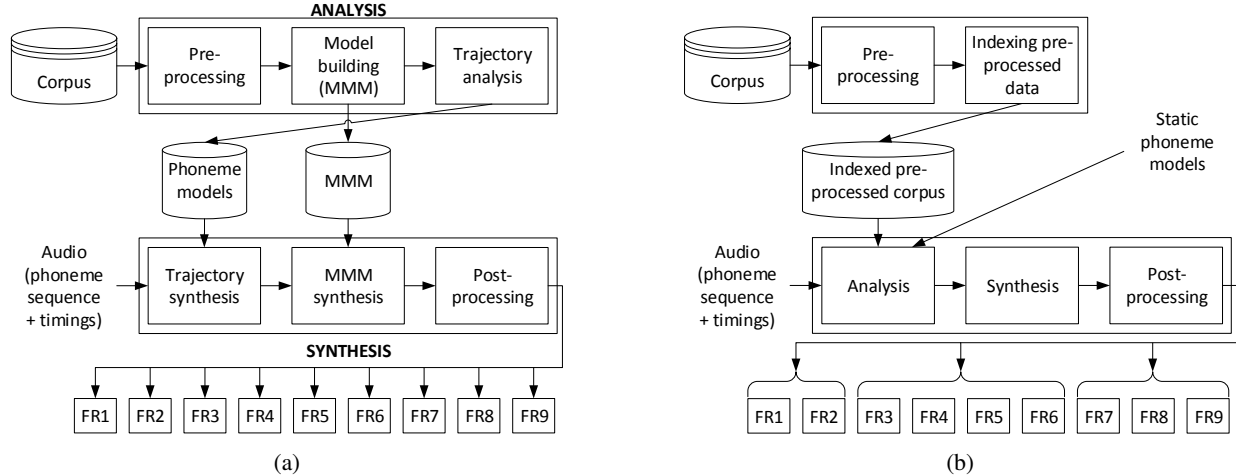 ANALYSIS
Corpus
Pre-
processing
Model
building
(MMM)
Trajectory
analysis
Phoneme
models
MMM
Audio
(phoneme
sequence
+ timings)
Trajectory
synthesis
MMM
synthesis
Post-
processing
SYNTHESIS
FR1 FR2 FR3 FR4 FR5 FR6 FR7 FR8 FR9
(a)
Corpus
Pre-
processing
Indexing pre-
processed
data
Static
phoneme
models
Indexed pre-
processed corpus
Audio
(phoneme
sequence
+ timings)
Analysis
Synthesis
Post-
processing
FR1 FR2 FR3 FR4 FR5 FR6 FR7 FR8 FR9
(b)